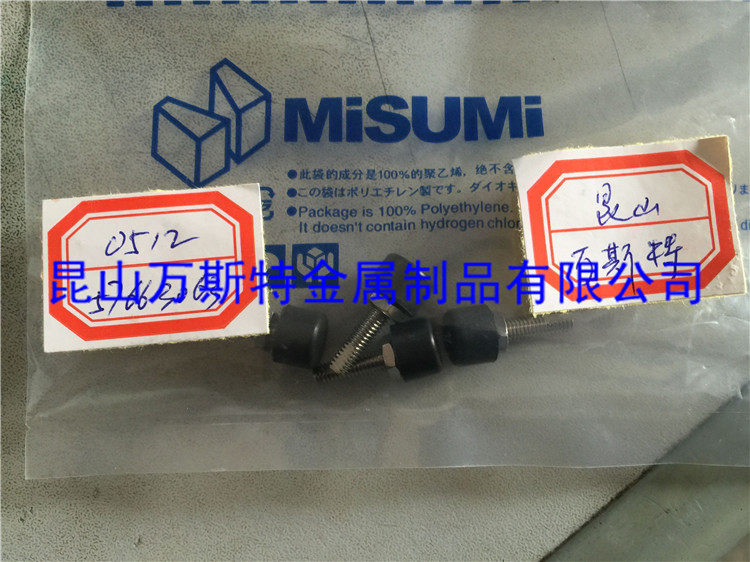 MiSUMi
●此袋的成分是100%的聚乙烯，绝不含
●この袋はポリエチレン製です。ダイオキ
●Package is 100% Polyethylene.
It doesn't contain hydrogen chlor
0512
昆山
万斯特
昆山万斯特金属制品有限公司